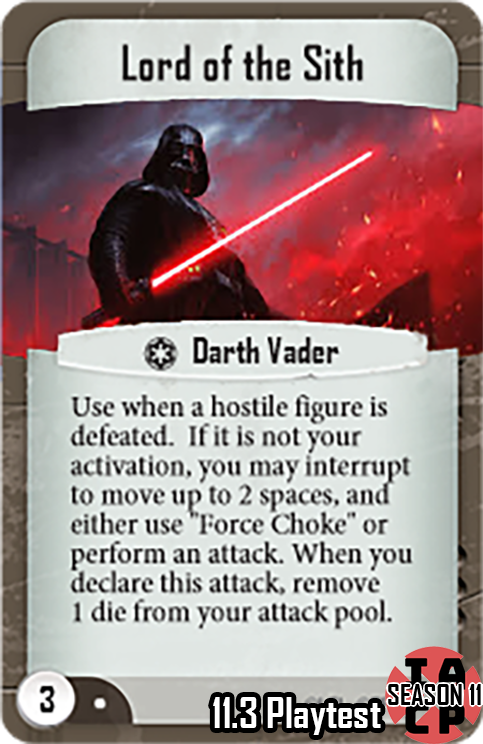 Lord of the Sith
Darth Vader
Use when a hostile figure is
defeated.  If it is not your
activation, you may interrupt
to move up to 2 spaces, and
either use "Force Choke" or
perform an attack. When you
declare this attack, remove
1 die from your attack pool.
3
11.3 Playtest
IA
SEASON 11
CP